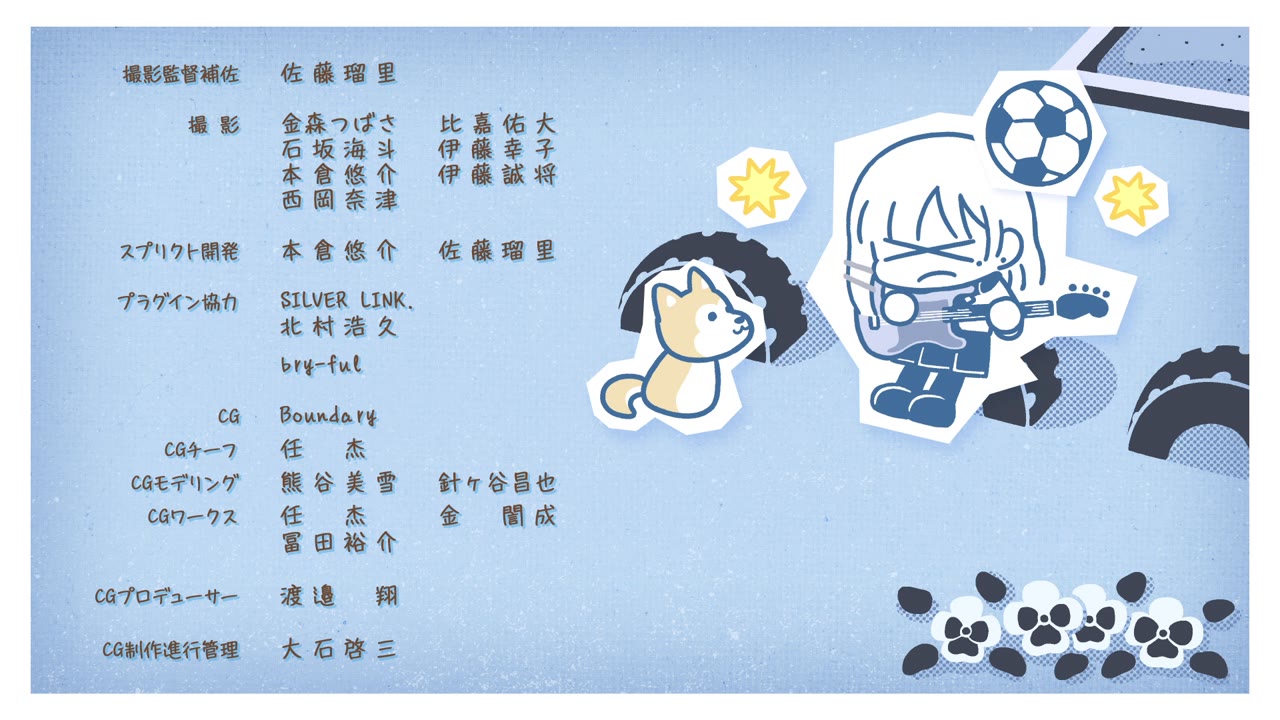 撮影監督補佐 佐藤瑠里
撮影 金森つばさ 比嘉佑大
石坂海斗 伊藤幸子
本倉悠介 伊藤誠将
西岡奈津
スプリクト開発 本倉悠介 佐藤瑠里
プラグイン協力 SILVER LINK.
北村浩久
bry-ful
CG Boundary
CGチーフ 任杰
CGモデリング 熊谷美雪 針ヶ谷昌也
CGワークス 任杰 金誾成
冨田裕介
CGプロデューサー 渡邉翔
CG制作進行管理 大石啓三